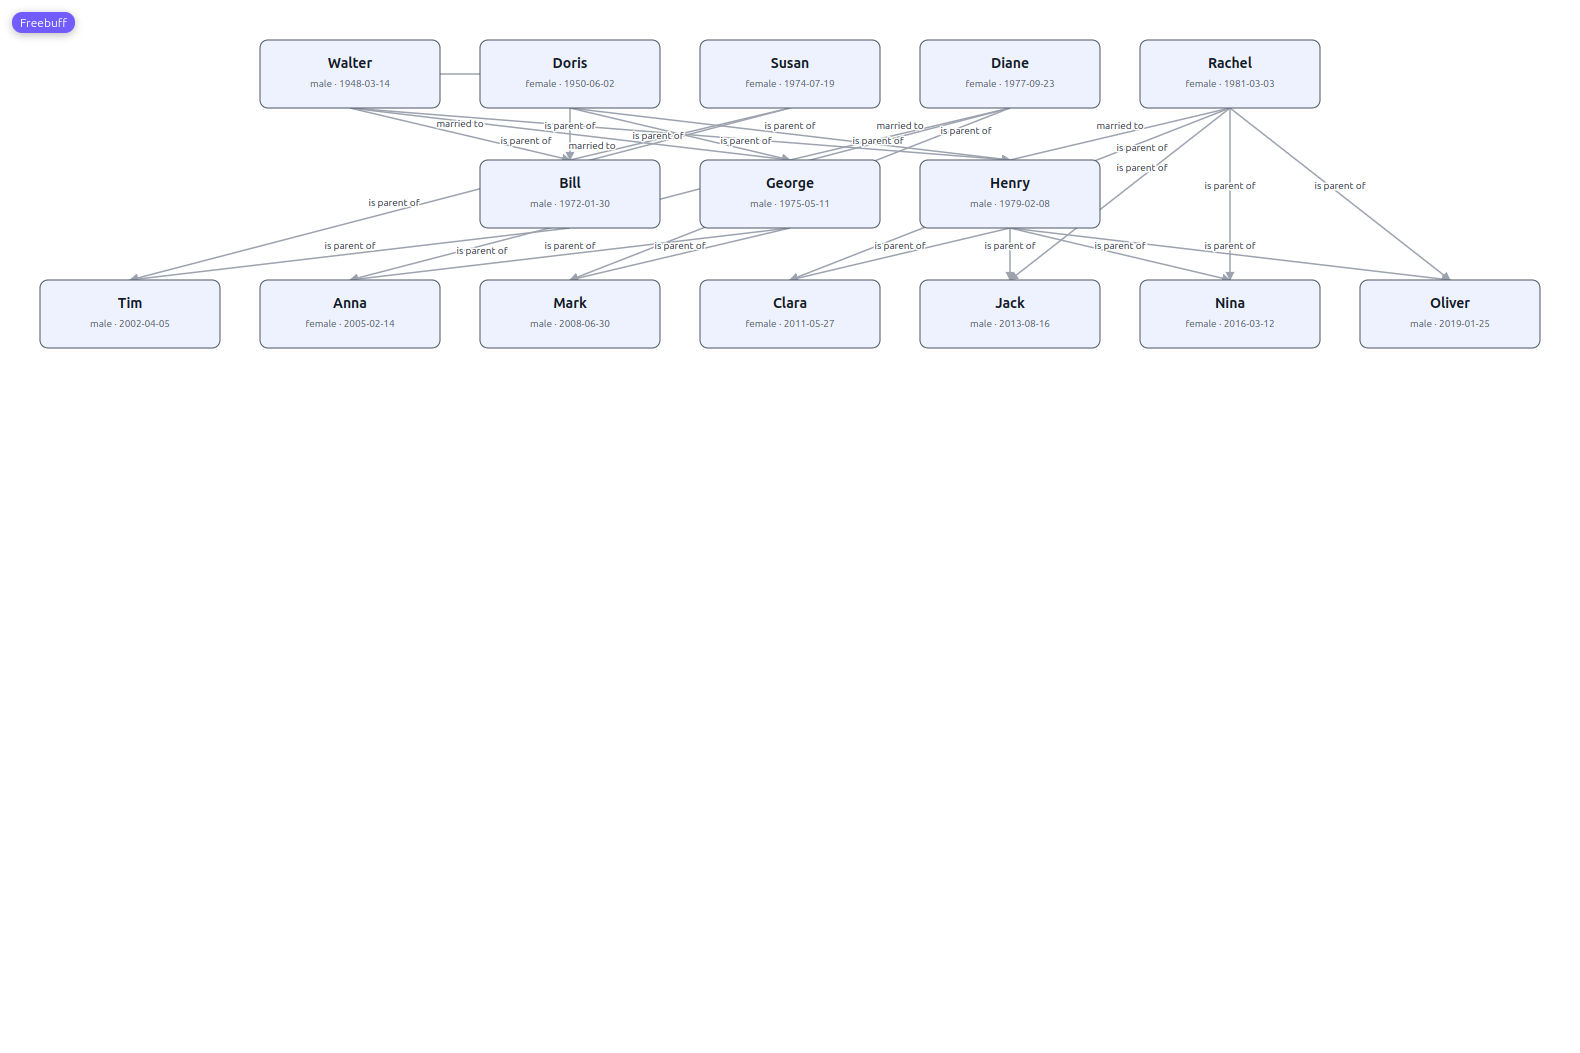 Freebuff
Walter
male · 1948-03-14
Doris
female · 1950-06-02
Susan
female · 1974-07-19
Diane
female · 1977-09-23
Rachel
female · 1981-03-03
married to
is parent of
is parent of
married to
is parent of
is parent of
is parent of
married to
is parent of
is parent of
married to
is parent of
is parent of
is parent of
is parent of
Bill
male · 1972-01-30
George
male · 1975-05-11
Henry
male · 1979-02-08
is parent of
is parent of
is parent of
is parent of
is parent of
is parent of
is parent of
is parent of
is parent of
Tim
male · 2002-04-05
Anna
female · 2005-02-14
Mark
male · 2008-06-30
Clara
female · 2011-05-27
Jack
male · 2013-08-16
Nina
female · 2016-03-12
Oliver
male · 2019-01-25